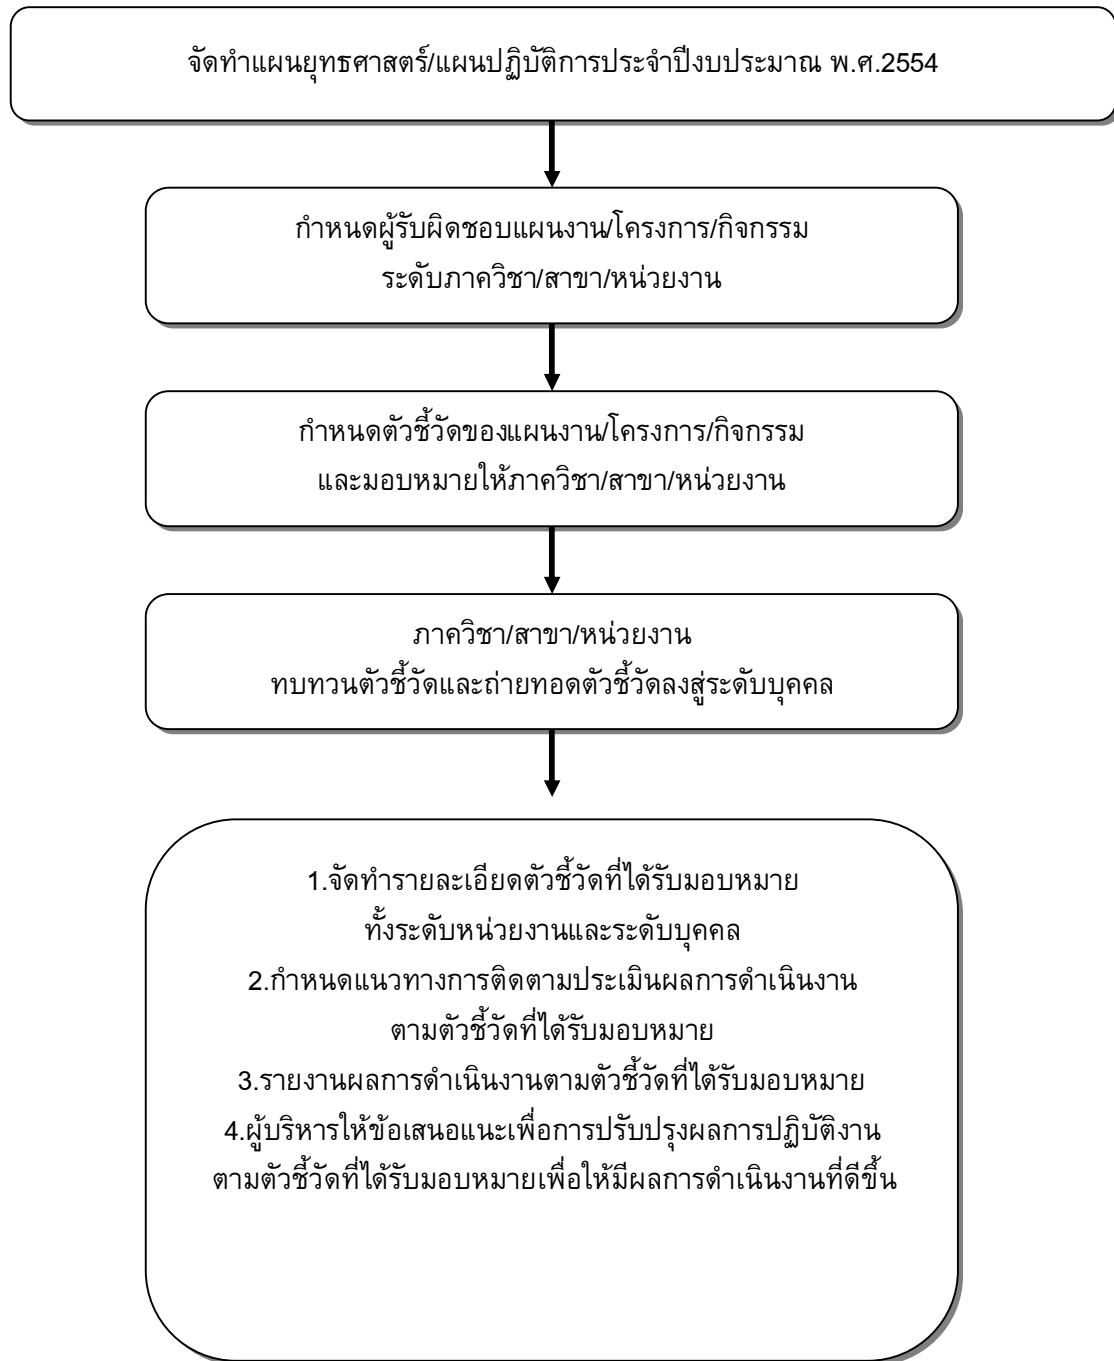 จัดทำแผนยุทธศาสตร์/แผนปฏิบัติการประจำปีงบประมาณ พ.ศ.2554
กำหนดผู้รับผิดชอบแผนงาน/โครงการ/กิจกรรม
ระดับภาควิชา/สาขา/หน่วยงาน
กำหนดตัวชี้วัดของแผนงาน/โครงการ/กิจกรรม
และมอบหมายให้ภาควิชา/สาขา/หน่วยงาน
ภาควิชา/สาขา/หน่วยงาน
ทบทวนตัวชี้วัดและถ่ายทอดตัวชี้วัดลงสู่ระดับบุคคล
1.จัดทำรายละเอียดตัวชี้วัดที่ได้รับมอบหมาย
ทั้งระดับหน่วยงานและระดับบุคคล
2.กำหนดแนวทางการติดตามประเมินผลการดำเนินงาน
ตามตัวชี้วัดที่ได้รับมอบหมาย
3.รายงานผลการดำเนินงานตามตัวชี้วัดที่ได้รับมอบหมาย
4.ผู้บริหารให้ข้อเสนอแนะเพื่อการปรับปรุงผลการปฏิบัติงาน
ตามตัวชี้วัดที่ได้รับมอบหมายเพื่อให้มีผลการดำเนินงานที่ดีขึ้น